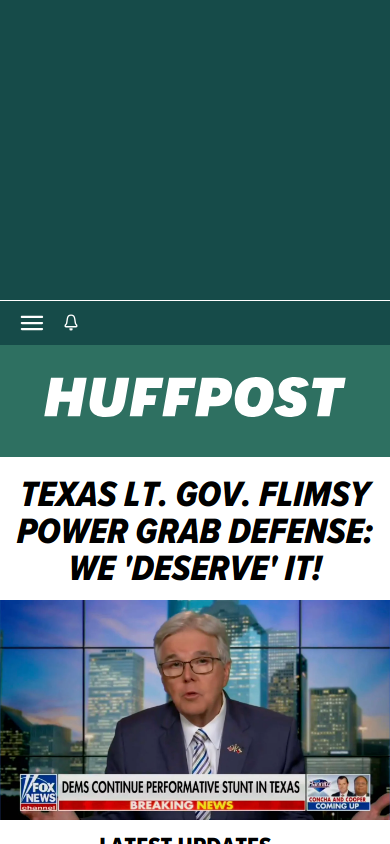 HUFFPOST
TEXAS LT. GOV. FLIMSY
POWER GRAB DEFENSE:
WE 'DESERVE' IT!
FOX
NEWS
channel
DEMS CONTINUE PERFORMATIVE STUNT IN TEXAS
BREAKING NEWS
CONCHA AND COOPER
COMING UP
LATEST UPDATES